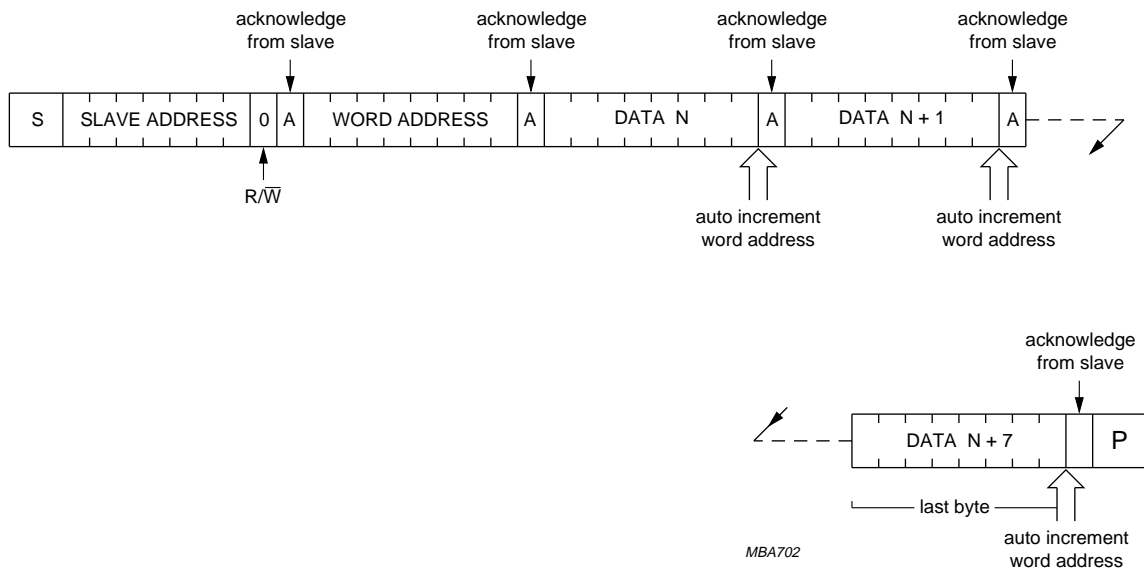 acknowledge from slave
acknowledge from slave
acknowledge from slave
acknowledge from slave
S SLAVE ADDRESS 0 A WORD ADDRESS A DATA N A DATA N + 1 A
R/W̅
auto increment word address
auto increment word address
acknowledge from slave
DATA N + 7 P
last byte
auto increment word address
MBA702